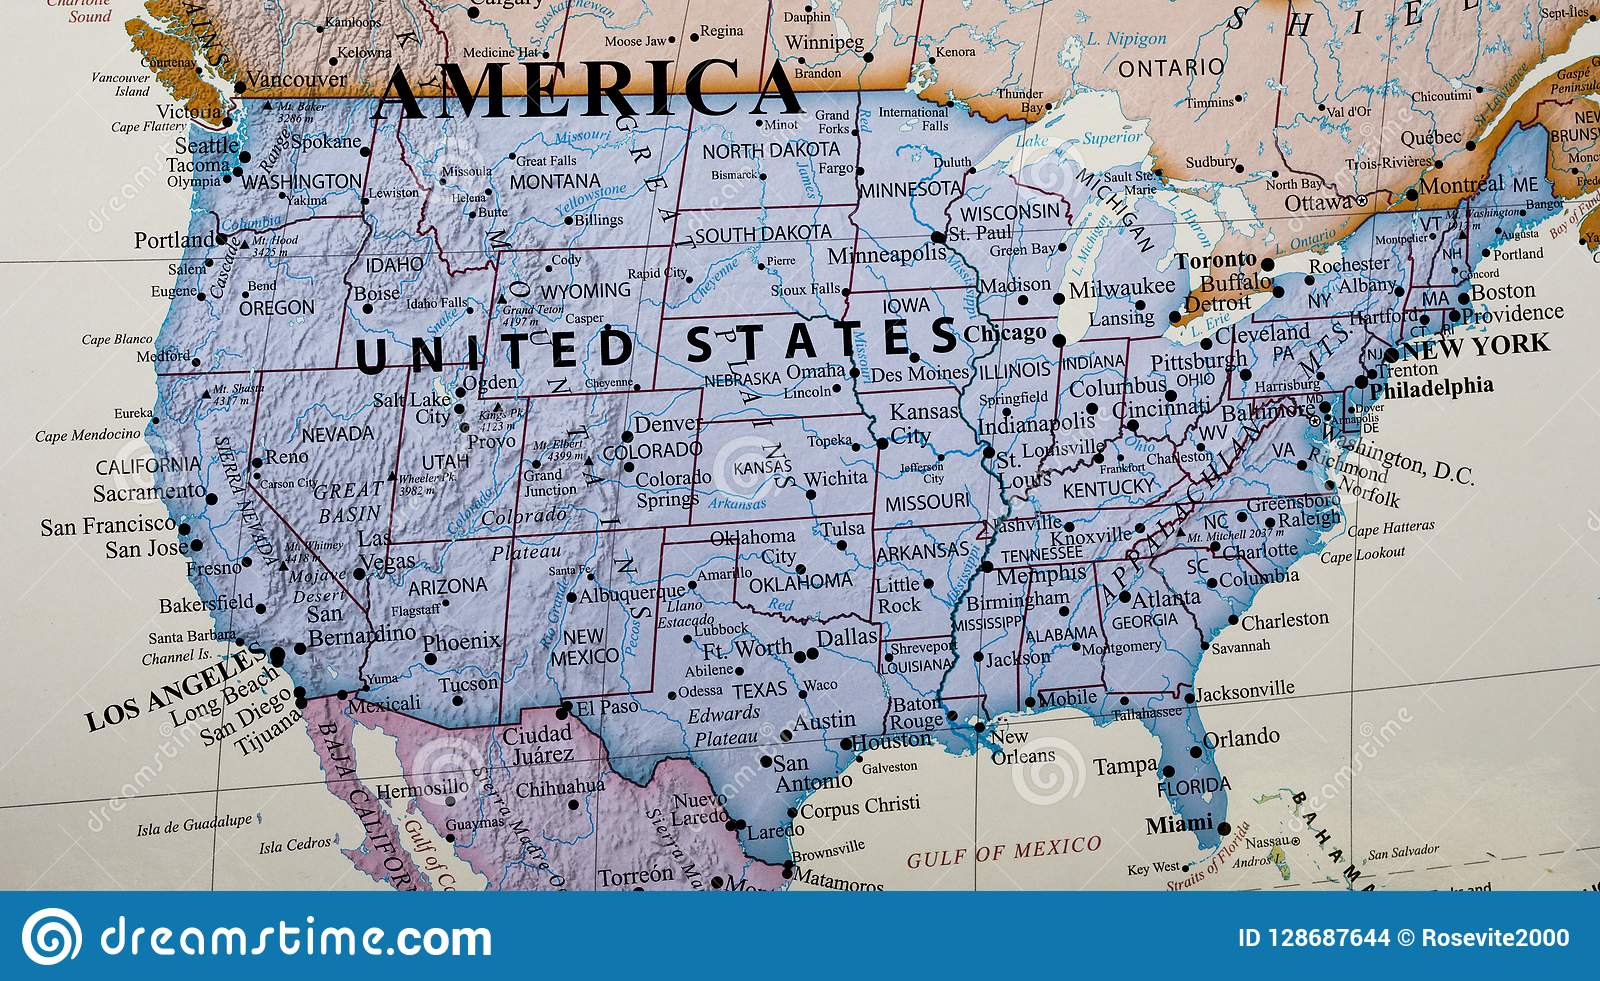 Charlotte
Sound
Kamloops
Kelowna
Calgary
Medicine Hat
S. Saskatchewan
Moose Jaw
Regina
Dauphin
Winnipeg
Brandon
Kenora
L. Nipigon
SHIEL
ONTARIO
Thunder
Bay
Timmins
Val d'Or
Chicoutimi
Sept-Îles
Gaspé
Peninsula
St. Lawrence
Courtenay
Vancouver
Island
Vancouver
Victoria
Cape Flattery
Mt. Baker
3286 m
AMERICA
Minot
Grand
Forks
Red
International
Falls
Lake Superior
Sudbury
North Bay
Sault Ste.
Marie
Québec
Trois-Rivières
Montréal
Ottawa
NEW
BRUNS
Seattle
Tacoma
Olympia
Spokane
Range
WASHINGTON
Yakima
Lewiston
Missoula
Helena
Butte
Great Falls
MONTANA
Missouri
Yellowstone
Billings
GREAT PLAINS
NORTH DAKOTA
Bismarck
James
Fargo
MINNESOTA
Duluth
WISCONSIN
MICHIGAN
L. Huron
L. Michigan
Green Bay
ME
VT
Mt. Washington
1917 m
Bangor
Augusta
Montpelier
NH
Concord
Portland
Bay of Fundy
Columbia
Portland
Mt. Hood
3425 m
Salem
Cascade
Eugene
Bend
OREGON
IDAHO
Boise
Idaho Falls
Snake
Cody
WYOMING
Grand Teton
4197 m
Casper
MOUNTAINS
Rapid City
SOUTH DAKOTA
Cheyenne
Pierre
Sioux Falls
Minneapolis
St. Paul
Mississippi
IOWA
Madison
Milwaukee
Lansing
Detroit
Toronto
Buffalo
L. Ontario
L. Erie
Rochester
Albany
NY
MA
Boston
Hartford
CT
RI
Providence
Cape Blanco
Medford
UNITED STATES
Chicago
Cleveland
Pittsburgh
PA
MTS
NJ
NEW YORK
Trenton
Philadelphia
Harrisburg
Mt. Shasta
4317 m
Eureka
Cape Mendocino
Ogden
Salt Lake
City
Provo
Kings Pk.
4123 m
Cheyenne
NEBRASKA
Omaha
Lincoln
Missouri
Des Moines
ILLINOIS
INDIANA
Columbus
OHIO
Springfield
Indianapolis
Cincinnati
Baltimore
MD
Dover
Annapolis
DE
Washington, D.C.
NEVADA
CALIFORNIA
Reno
Carson City
Sacramento
SIERRA NEVADA
GREAT
BASIN
UTAH
Wheeler Pk.
3982 m
Mt. Elbert
4399 m
Denver
COLORADO
Grand
Junction
Colorado
Springs
KANSAS
Topeka
Kansas
City
Wichita
Arkansas
Jefferson
City
MISSOURI
St.
Louis
Louisville
Ohio
Frankfort
Charleston
WV
VA
Richmond
Norfolk
KENTUCKY
APPALACHIAN
San Francisco
San Jose
Fresno
Mt. Whitney
4418 m
Mojave
Desert
Las
Vegas
Colorado
Colorado
Plateau
Oklahoma
City
Tulsa
ARKANSAS
Nashville
Knoxville
TENNESSEE
Memphis
NC
Greensboro
Raleigh
Mt. Mitchell 2037 m
Charlotte
Cape Hatteras
Cape Lookout
Bakersfield
San
Bernardino
Santa Barbara
Channel Is.
LOS ANGELES
Long Beach
San Diego
Tijuana
ARIZONA
Flagstaff
Phoenix
Tucson
Yuma
Mexicali
Santa Fe
Albuquerque
Rio Grande
NEW
MEXICO
Pecos
Amarillo
Llano
Estacado
Lubbock
Red
OKLAHOMA
Little
Rock
Mississippi
Birmingham
MISSISSIPPI
ALABAMA
Atlanta
GEORGIA
Montgomery
SC
Columbia
Charleston
Savannah
Ft. Worth
Dallas
Abilene
Odessa
TEXAS
Waco
Shreveport
LOUISIANA
Jackson
Edwards
Plateau
Austin
Baton
Rouge
Mobile
Tallahassee
Jacksonville
El Paso
Ciudad
Juárez
Chihuahua
Hermosillo
Guaymas
BAJA CALIFOR
Gulf of C
Sierra Madre O
Sierra Ma
San
Antonio
Houston
Galveston
New
Orleans
Orlando
Tampa
FLORIDA
Miami
Corpus Christi
Nuevo
Laredo
Laredo
Brownsville
Matamoros
Torreón
Isla de Guadalupe
Isla Cedros
GULF OF MEXICO
Key West
Straits of Florida
Nassau
Andros I.
BAHAMA
San Salvador
dreamstime.com
ID 128687644 © Rosevite2000